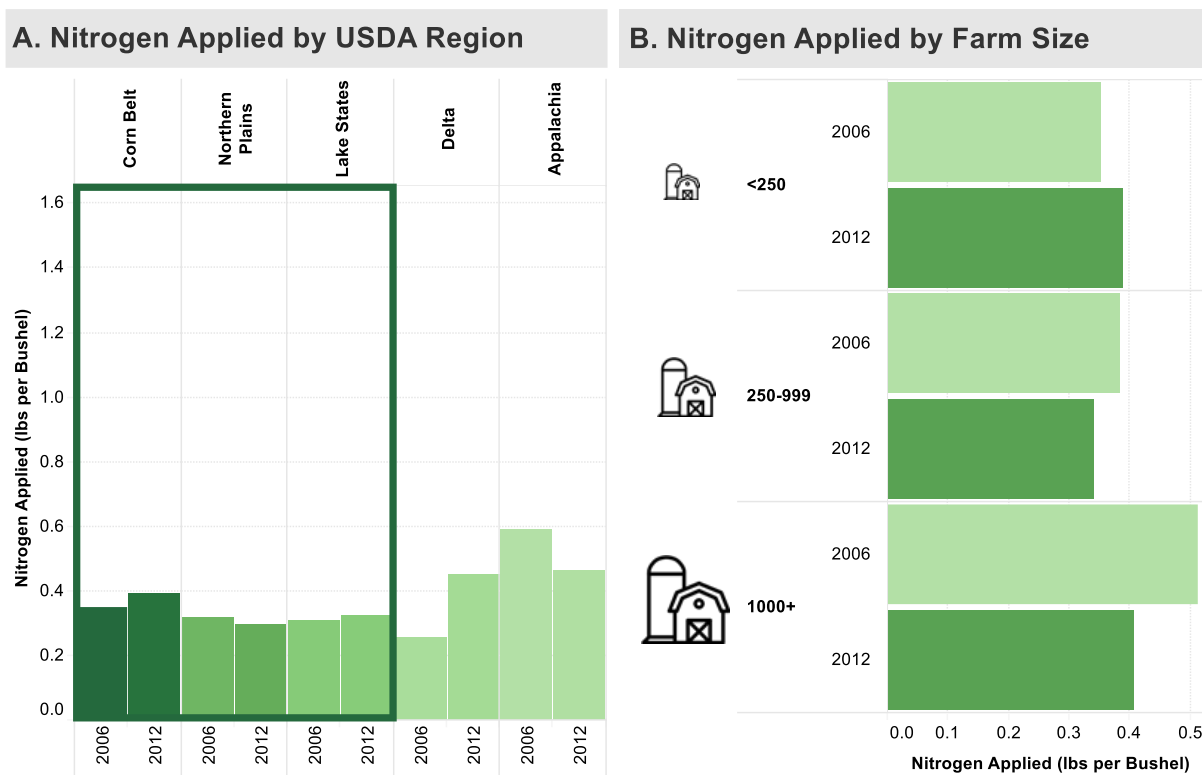 A. Nitrogen Applied by USDA Region
Corn Belt
Northern
Plains
Lake States
Delta
Appalachia
Nitrogen Applied (lbs per Bushel)
1.6
1.4
1.2
1.0
0.8
0.6
0.4
0.2
0.0
2006
2012
2006
2012
2006
2012
2006
2012
2006
2012
B. Nitrogen Applied by Farm Size
<250
2006
2012
250-999
2006
2012
1000+
2006
2012
0.0 0.1 0.2 0.3 0.4 0.5
Nitrogen Applied (lbs per Bushel)